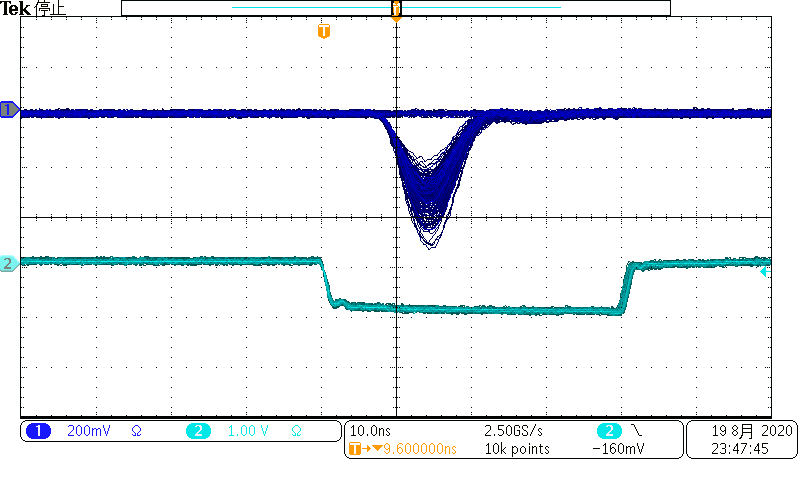 Tek 停止
T
T
1
2
1 200mV Ω 2 1.00 V Ω
10.0ns 2.50GS/s 2
T→▼9.600000ns 10k points −160mV
19 8月 2020
23:47:45